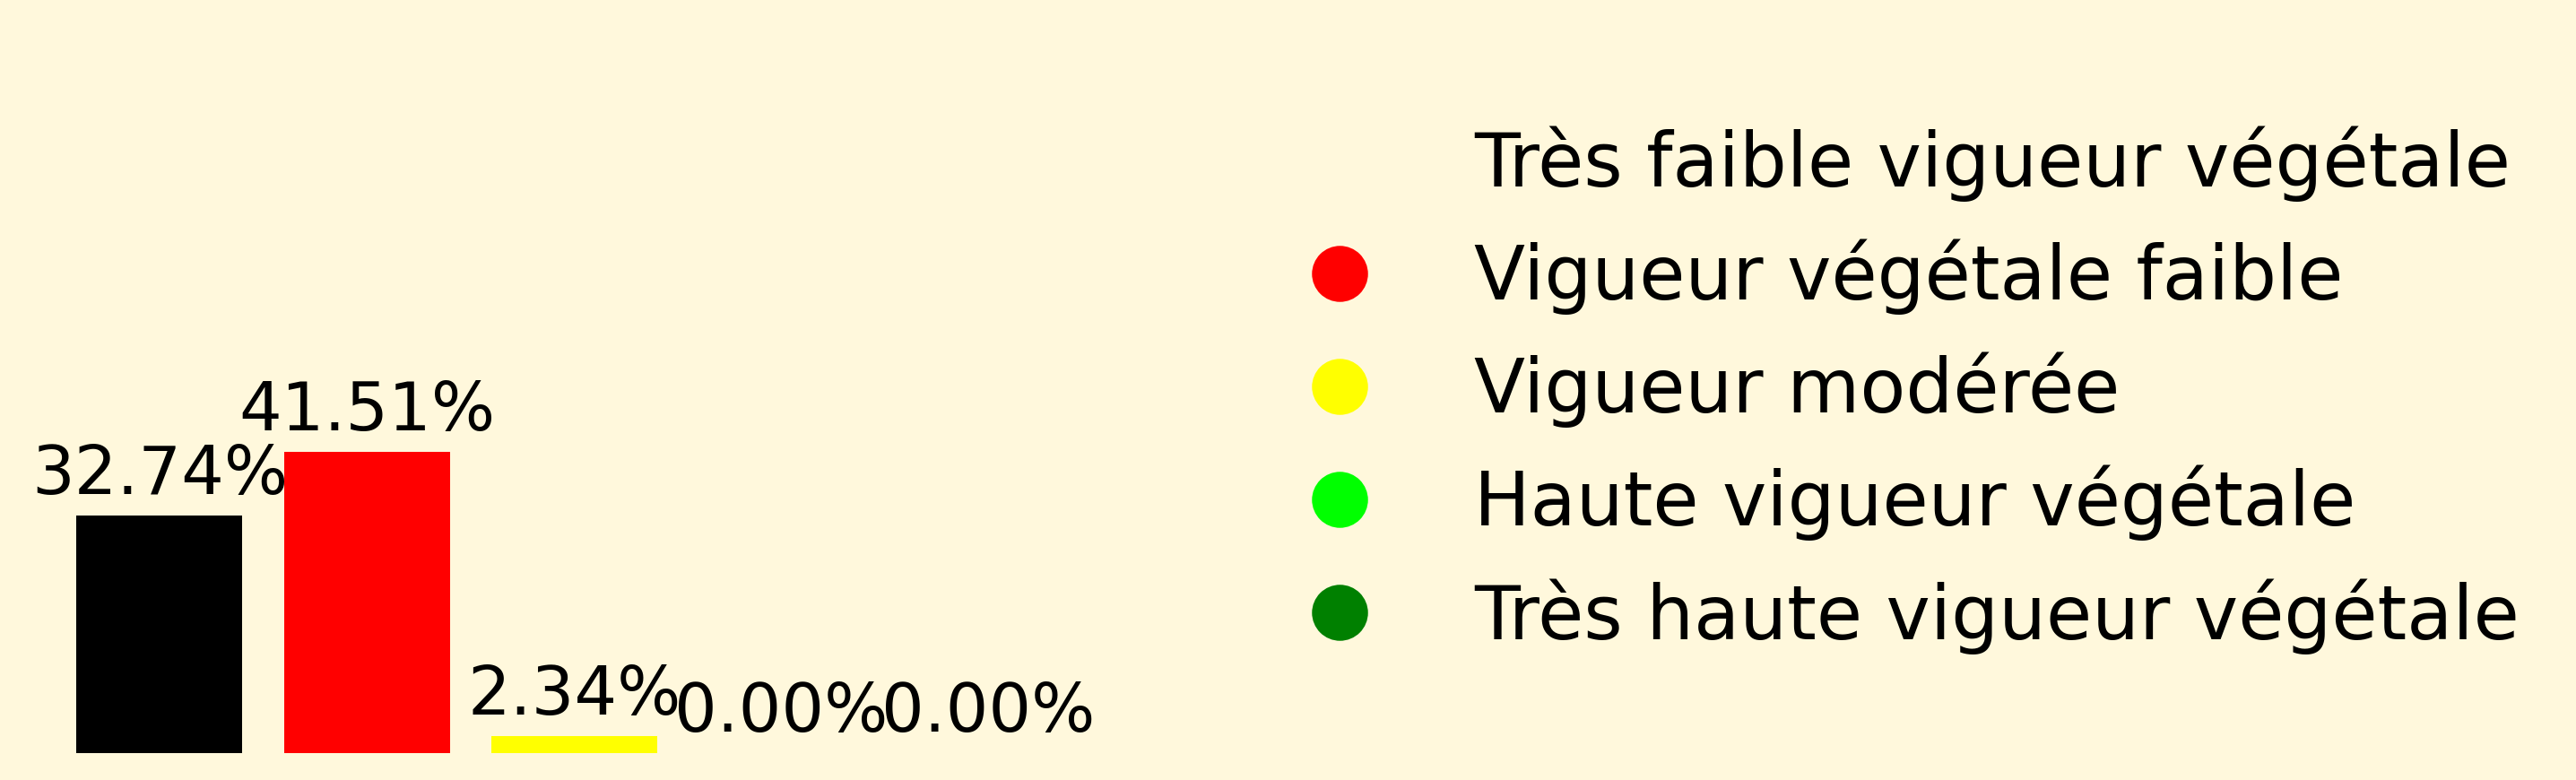 41.51%
32.74%
2.34%
0.00%
0.00%
Très faible vigueur végétale
Vigueur végétale faible
Vigueur modérée
Haute vigueur végétale
Très haute vigueur végétale